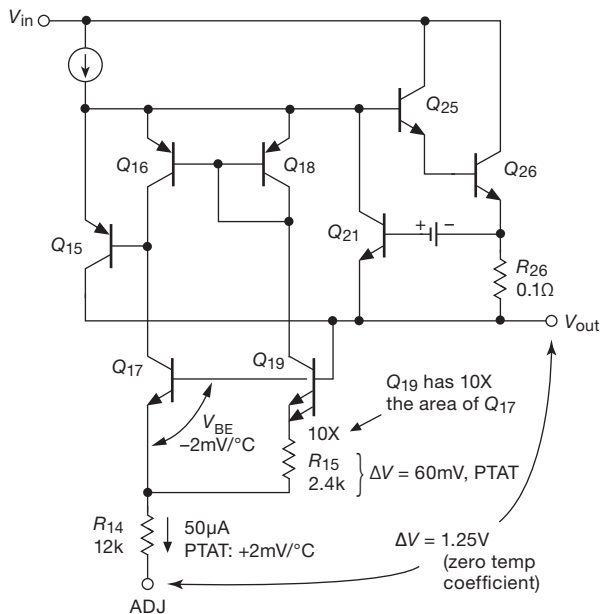 Vin
Q25
Q16
Q18
Q26
Q21
+ −
Q15
R26
0.1Ω
Vout
Q17
Q19
Q19 has 10X
the area of Q17
VBE
−2mV/°C
10X
R15
2.4k
ΔV = 60mV, PTAT
R14
12k
50µA
PTAT: +2mV/°C
ΔV = 1.25V
(zero temp
coefficient)
ADJ